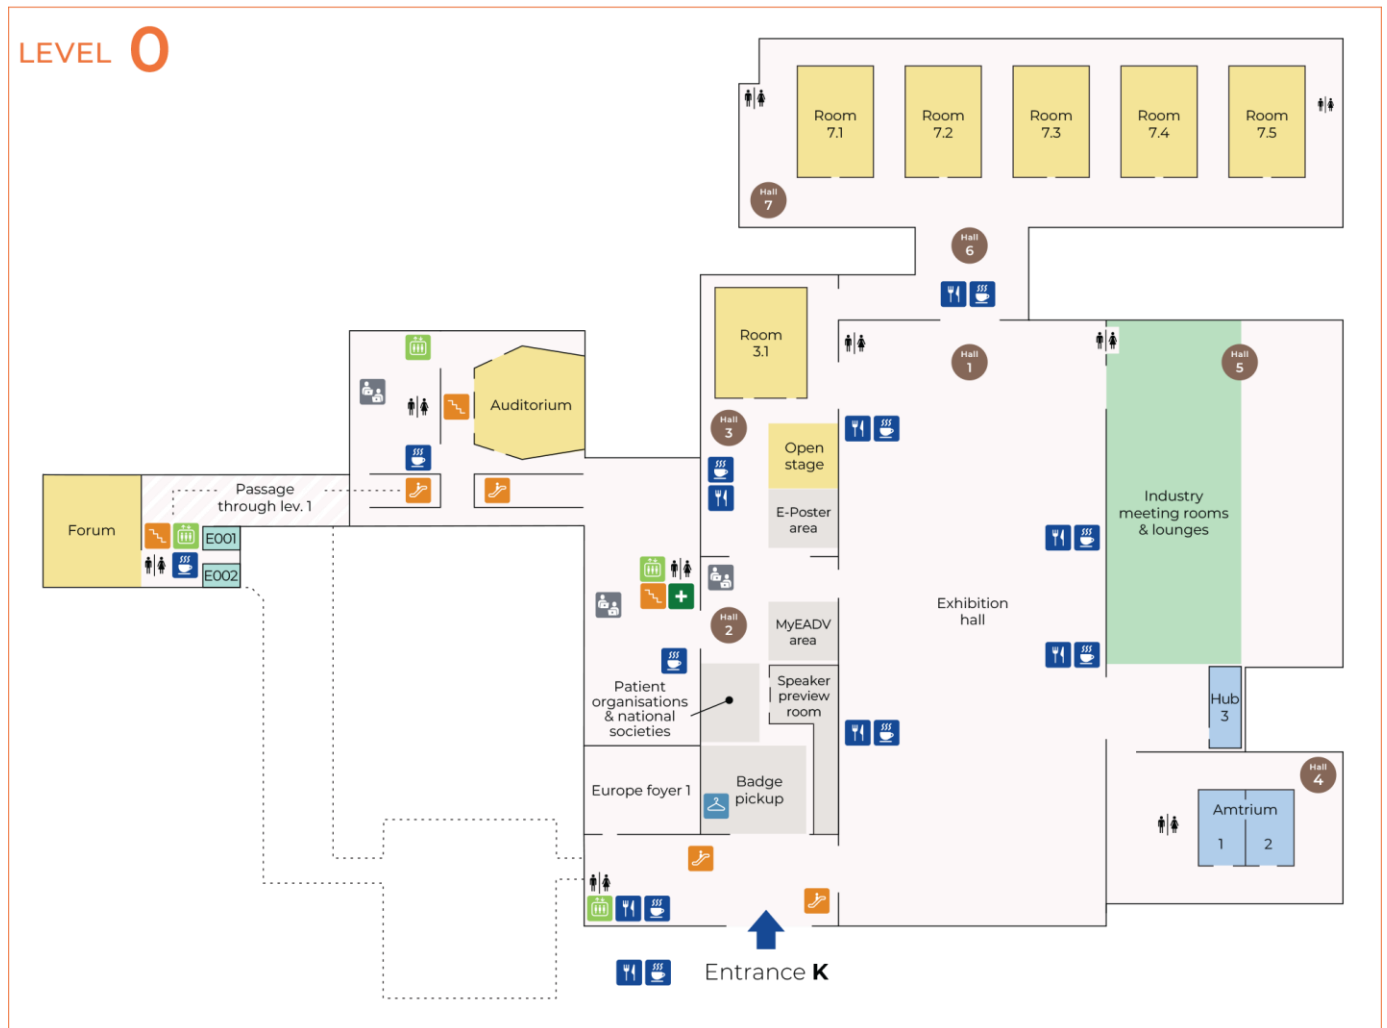 LEVEL 0
Room
7.1
Room
7.2
Room
7.3
Room
7.4
Room
7.5
Hall
7
Hall
6
Room
3.1
Hall
1
Hall
5
Auditorium
Hall
3
Open
stage
E-Poster
area
Passage
through lev. 1
Forum
E001
E002
Industry
meeting rooms
& lounges
Exhibition
hall
Hall
2
MyEADV
area
Speaker
preview
room
Patient
organisations
& national
societies
Hub
3
Europe foyer 1
Badge
pickup
Hall
4
Amtrium
1
2
Entrance K